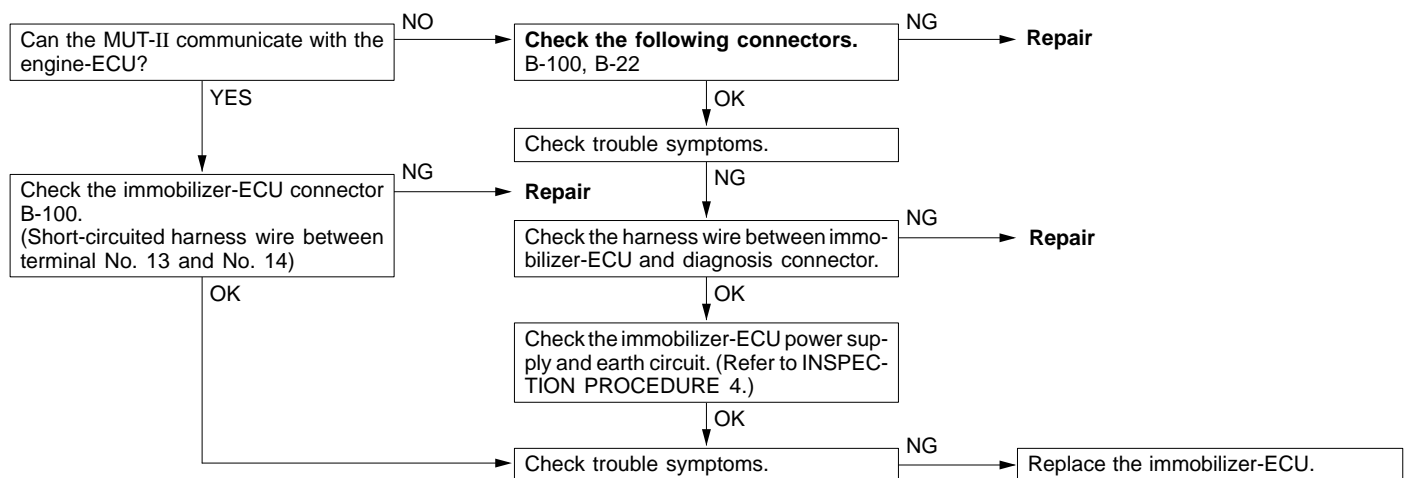 Can the MUT-II communicate with the
engine-ECU?
NO
Check the following connectors.
B-100, B-22
NG
Repair
YES
OK
Check trouble symptoms.
NG
Check the immobilizer-ECU connector
B-100.
(Short-circuited harness wire between
terminal No. 13 and No. 14)
NG
Repair
Check the harness wire between immo-
bilizer-ECU and diagnosis connector.
NG
Repair
OK
OK
Check the immobilizer-ECU power sup-
ply and earth circuit. (Refer to INSPEC-
TION PROCEDURE 4.)
OK
Check trouble symptoms.
NG
Replace the immobilizer-ECU.